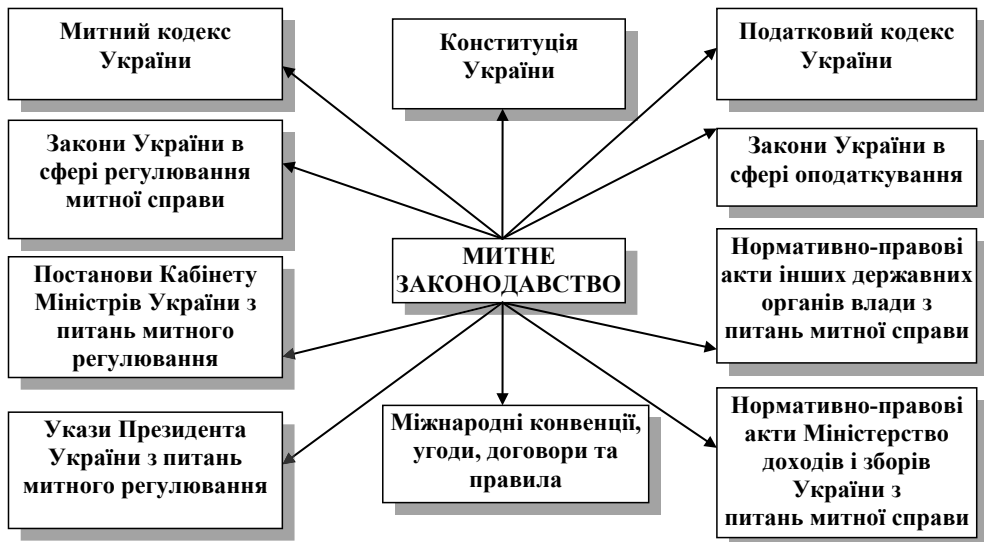 Митний кодекс
України
Конституція
України
Податковий кодекс
України
Закони України в
сфері регулювання
митної справи
Закони України в
сфері оподаткування
МИТНЕ
ЗАКОНОДАВСТВО
Постанови Кабінету
Міністрів України з
питань митного
регулювання
Нормативно-правові
акти інших державних
органів влади з
питань митної справи
Укази Президента
України з питань
митного регулювання
Міжнародні конвенції,
угоди, договори та
правила
Нормативно-правові
акти Міністерство
доходів і зборів
України з
питань митної справи